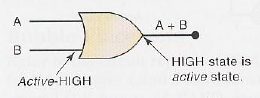 A
A + B
B
HIGH state is
active state.
Active-HIGH